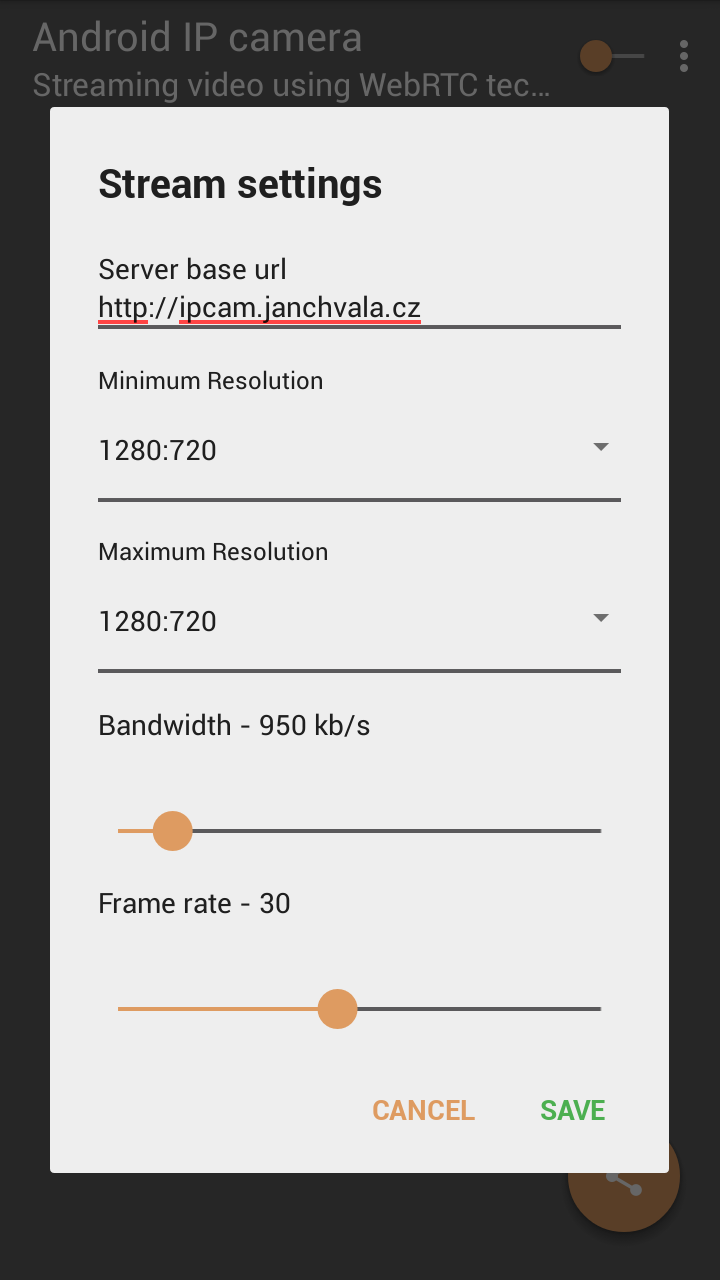 Android IP camera
Streaming video using WebRTC tec…
Stream settings
Server base url
http://ipcam.janchvala.cz
Minimum Resolution
1280:720
Maximum Resolution
1280:720
Bandwidth - 950 kb/s
Frame rate - 30
CANCEL SAVE